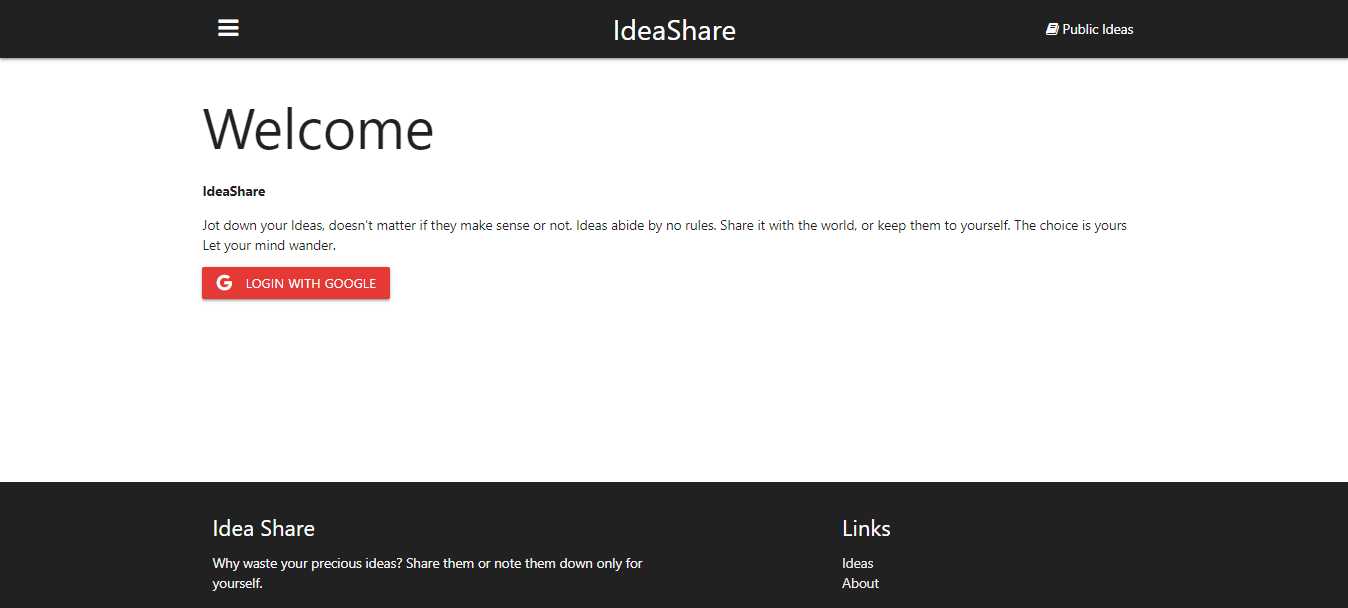 IdeaShare
Public Ideas
Welcome
IdeaShare
Jot down your Ideas, doesn't matter if they make sense or not. Ideas abide by no rules. Share it with the world, or keep them to yourself. The choice is yours
Let your mind wander.
G LOGIN WITH GOOGLE
Idea Share
Why waste your precious ideas? Share them or note them down only for
yourself.
Links
Ideas
About